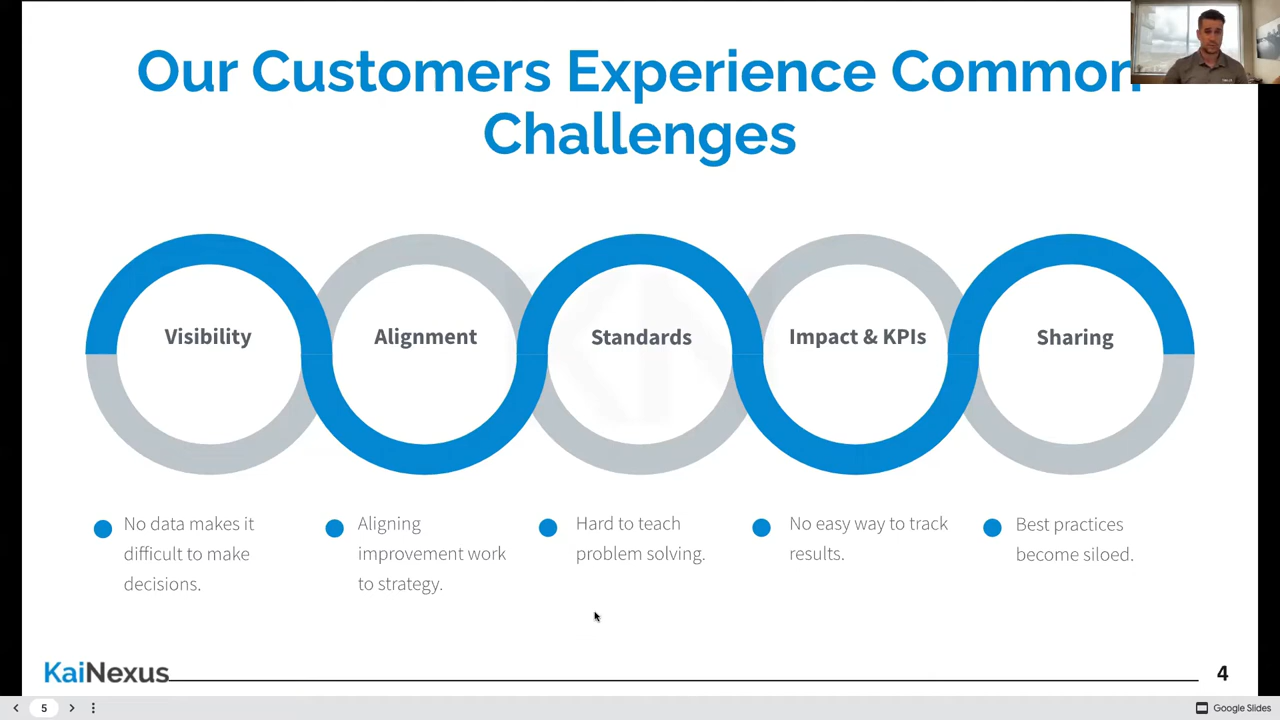 Our Customers Experience Common
Challenges
Visibility
Alignment
Standards
Impact & KPIs
Sharing
No data makes it
difficult to make
decisions.
Aligning
improvement work
to strategy.
Hard to teach
problem solving.
No easy way to track
results.
Best practices
become siloed.
KaiNexus
4
5
Google Slides